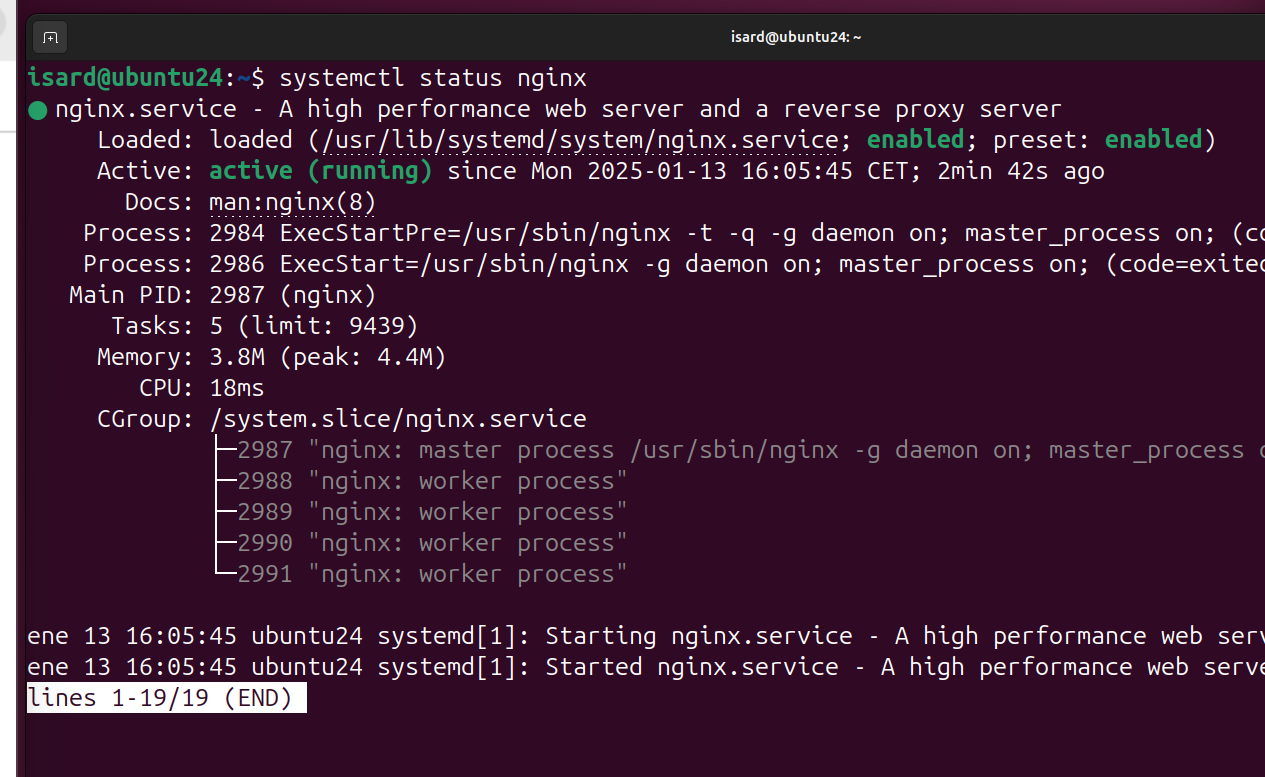 isard@ubuntu24: ~
isard@ubuntu24:~$ systemctl status nginx
● nginx.service - A high performance web server and a reverse proxy server
Loaded: loaded (/usr/lib/systemd/system/nginx.service; enabled; preset: enabled)
Active: active (running) since Mon 2025-01-13 16:05:45 CET; 2min 42s ago
Docs: man:nginx(8)
Process: 2984 ExecStartPre=/usr/sbin/nginx -t -q -g daemon on; master_process on; (co
Process: 2986 ExecStart=/usr/sbin/nginx -g daemon on; master_process on; (code=exited
Main PID: 2987 (nginx)
Tasks: 5 (limit: 9439)
Memory: 3.8M (peak: 4.4M)
CPU: 18ms
CGroup: /system.slice/nginx.service
├─2987 "nginx: master process /usr/sbin/nginx -g daemon on; master_process o
├─2988 "nginx: worker process"
├─2989 "nginx: worker process"
├─2990 "nginx: worker process"
└─2991 "nginx: worker process"
ene 13 16:05:45 ubuntu24 systemd[1]: Starting nginx.service - A high performance web serv
ene 13 16:05:45 ubuntu24 systemd[1]: Started nginx.service - A high performance web serve
lines 1-19/19 (END)